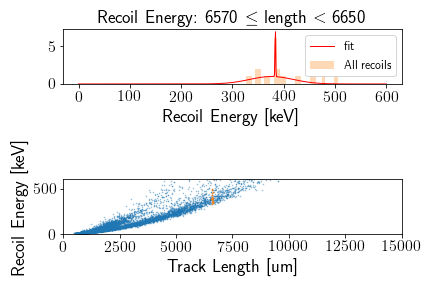 Recoil Energy: 6570 ≤ length < 6650
5
0
fit
All recoils
0 100 200 300 400 500 600
Recoil Energy [keV]
Recoil Energy [keV]
500
0
0 2500 5000 7500 10000 12500 15000
Track Length [um]